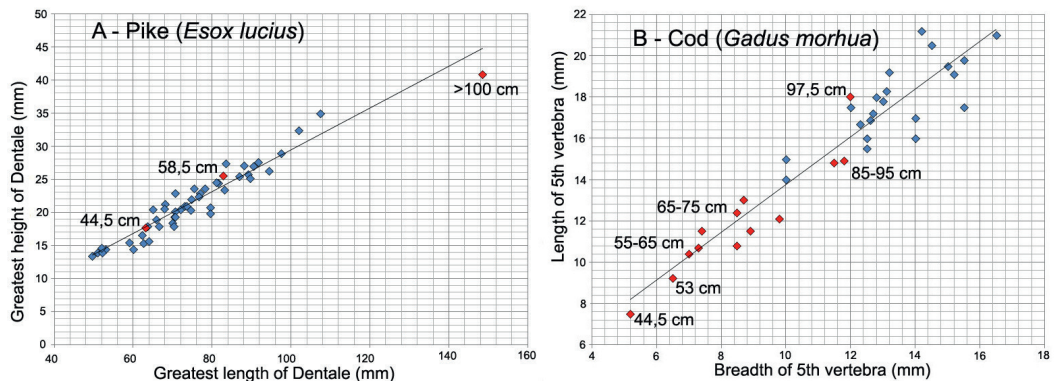 A - Pike (Esox lucius)
Greatest height of Dentale (mm)
50
45
40
35
30
25
20
15
10
5
0
>100 cm
58,5 cm
44,5 cm
40 60 80 100 120 140 160
Greatest length of Dentale (mm)
B - Cod (Gadus morhua)
Length of 5th vertebra (mm)
22
20
18
16
14
12
10
8
6
97,5 cm
85-95 cm
65-75 cm
55-65 cm
53 cm
44,5 cm
4 6 8 10 12 14 16 18
Breadth of 5th vertebra (mm)